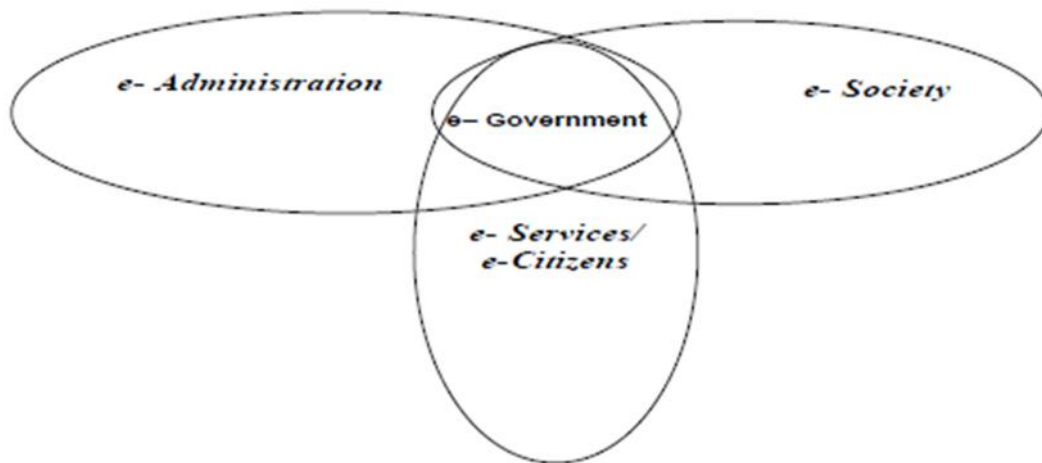 e- Administration
e- Society
e– Government
e- Services/
e-Citizens